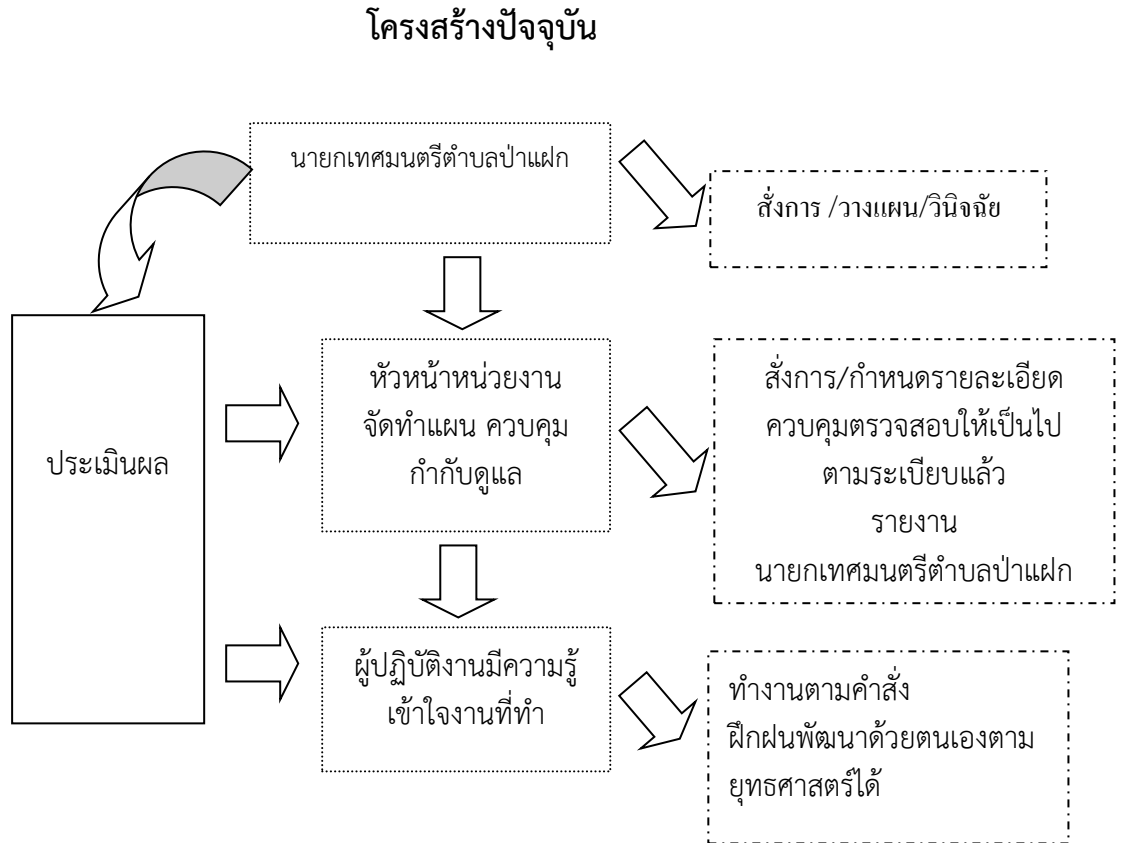 โครงสร้างปัจจุบัน
นายกเทศมนตรีตำบลป่าแฝก
สั่งการ /วางแผน/วินิจฉัย
ประเมินผล
หัวหน้าหน่วยงาน
จัดทำแผน ควบคุม
กำกับดูแล
สั่งการ/กำหนดรายละเอียด
ควบคุมตรวจสอบให้เป็นไป
ตามระเบียบแล้ว
รายงาน
นายกเทศมนตรีตำบลป่าแฝก
ผู้ปฏิบัติงานมีความรู้
เข้าใจงานที่ทำ
ทำงานตามคำสั่ง
ฝึกฝนพัฒนาด้วยตนเองตาม
ยุทธศาสตร์ได้